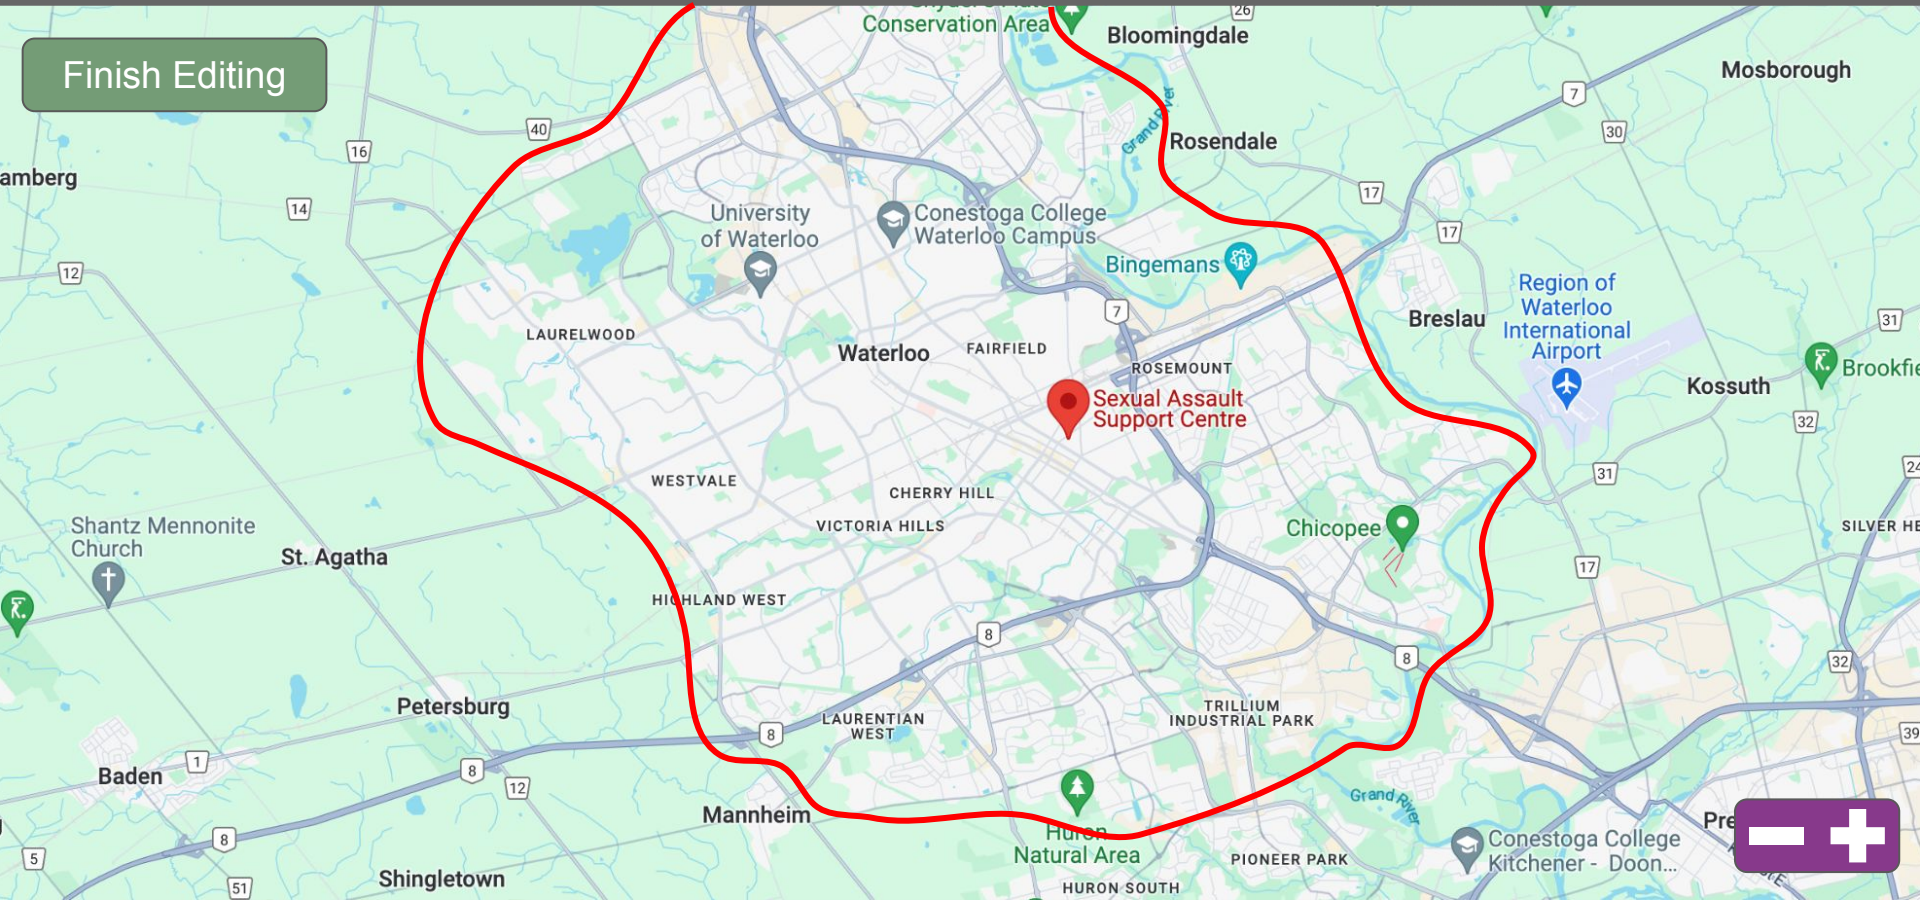 Conservation Area
26
Bloomingdale
Finish Editing
Mosborough
7
40
Grand River
30
Rosendale
16
amberg
17
14
University
of Waterloo
Conestoga College
Waterloo Campus
17
12
Bingemans
Region of
Waterloo
International
Airport
7
Breslau
31
LAURELWOOD
Waterloo
FAIRFIELD
ROSEMOUNT
Brookfie
Kossuth
Sexual Assault
Support Centre
32
31
24
WESTVALE
CHERRY HILL
Shantz Mennonite
Church
VICTORIA HILLS
Chicopee
SILVER HE
St. Agatha
17
HIGHLAND WEST
8
8
32
Petersburg
TRILLIUM
INDUSTRIAL PARK
LAURENTIAN
WEST
8
39
1
8
Baden
12
Grand River
Mannheim
Pre
Huron
Natural Area
8
Conestoga College
Kitchener - Doon...
5
PIONEER PARK
Shingletown
51
HURON SOUTH